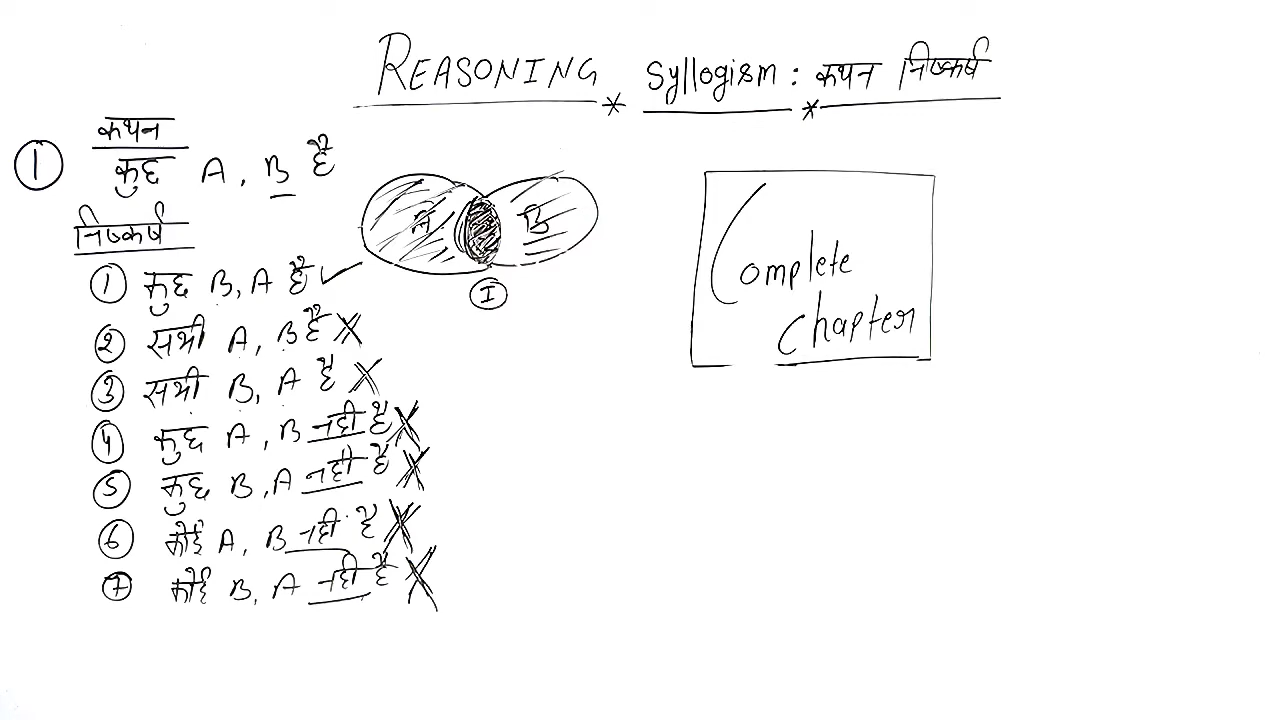 REASONING Syllogism : कथन निष्कर्ष
कथन
① कुछ A, B है
निष्कर्ष
① कुछ B, A है ✓
② सभी A, B है X
③ सभी B, A है X
④ कुछ A, B नही है X
⑤ कुछ B, A नही है X
⑥ कोई A, B नही है X
⑦ कोई B, A नही है X
A B
I
Complete
Chapter